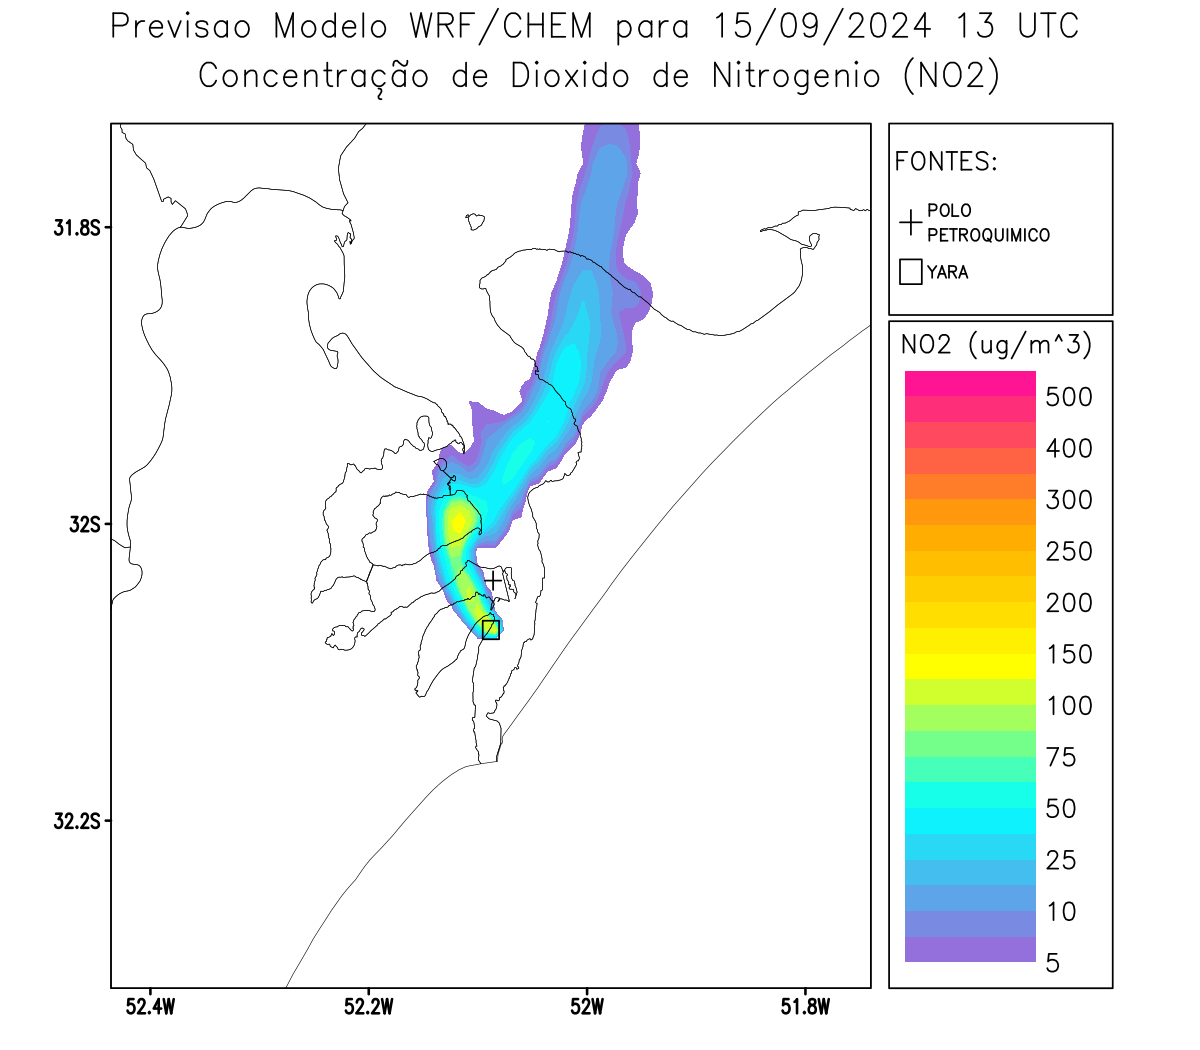 Previsao Modelo WRF/CHEM para 15/09/2024 13 UTC
Concentração de Dioxido de Nitrogenio (NO2)
FONTES:
POLO
PETROQUIMICO
YARA
NO2 (ug/m^3)
500
400
300
250
200
150
100
75
50
25
10
5
31.8S
32S
32.2S
52.4W
52.2W
52W
51.8W